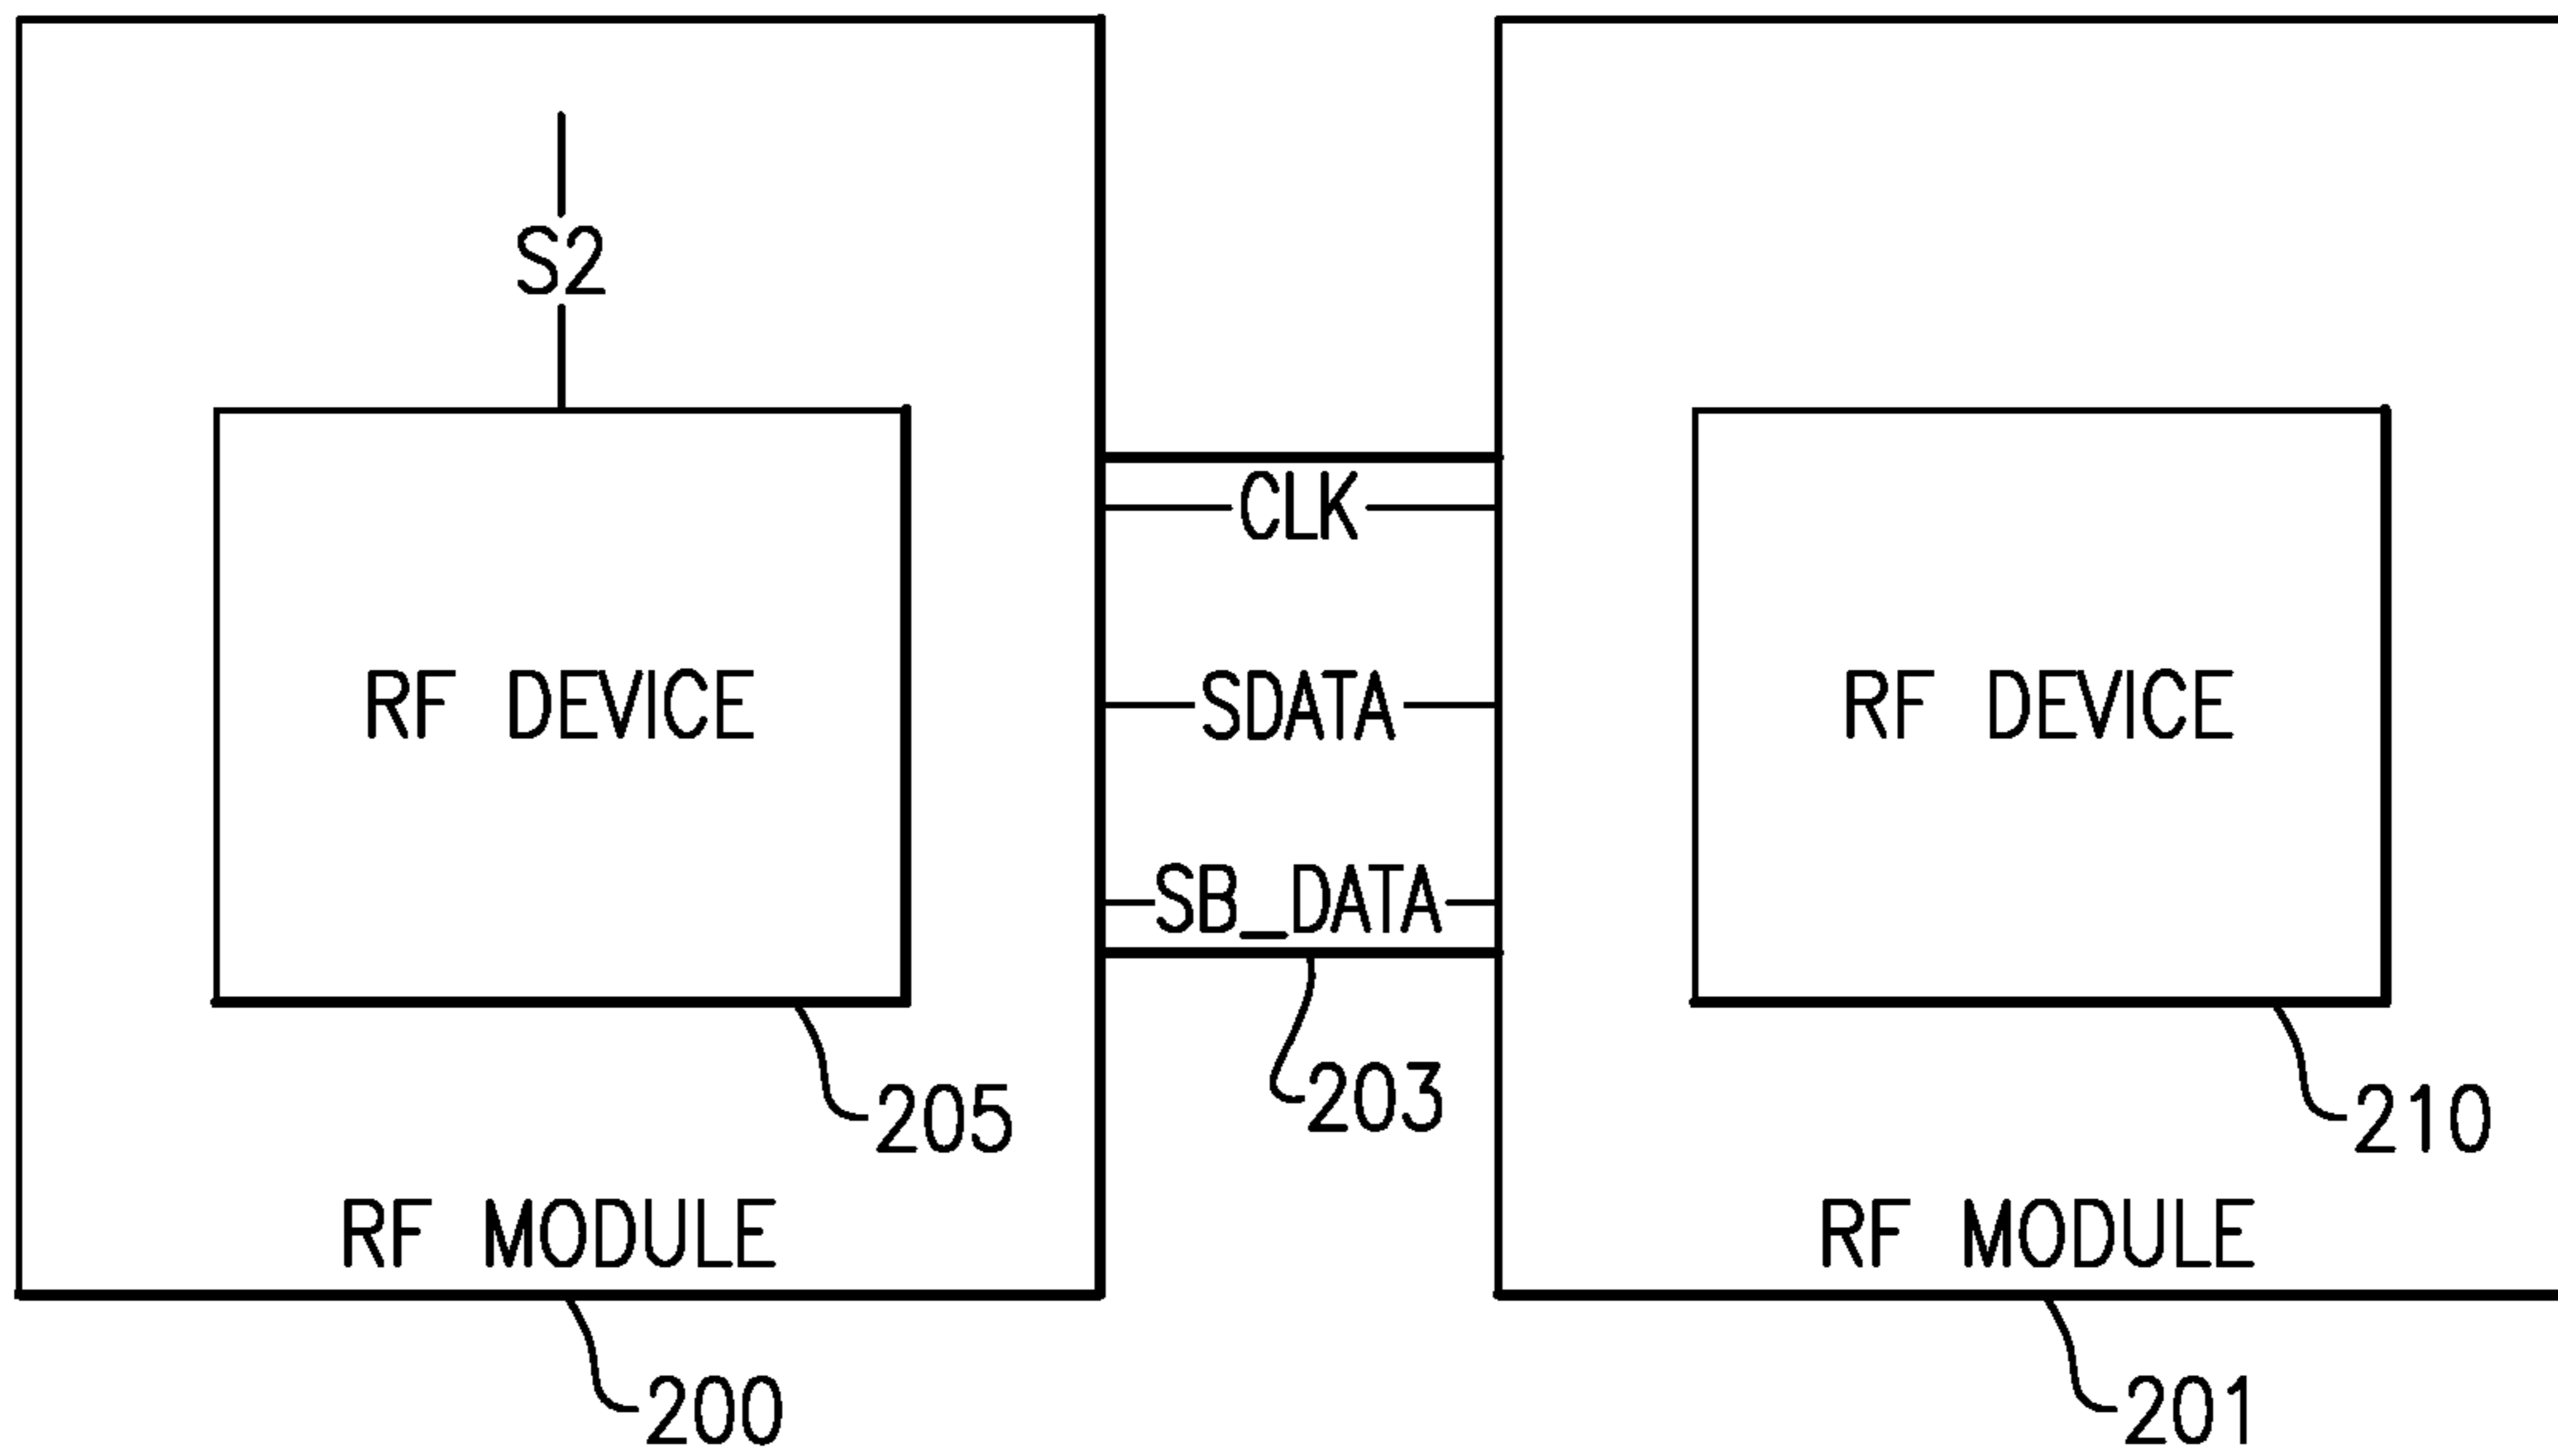 S2
CLK
RF DEVICE
SDATA
RF DEVICE
SB_DATA
203
205
210
RF MODULE
RF MODULE
200
201